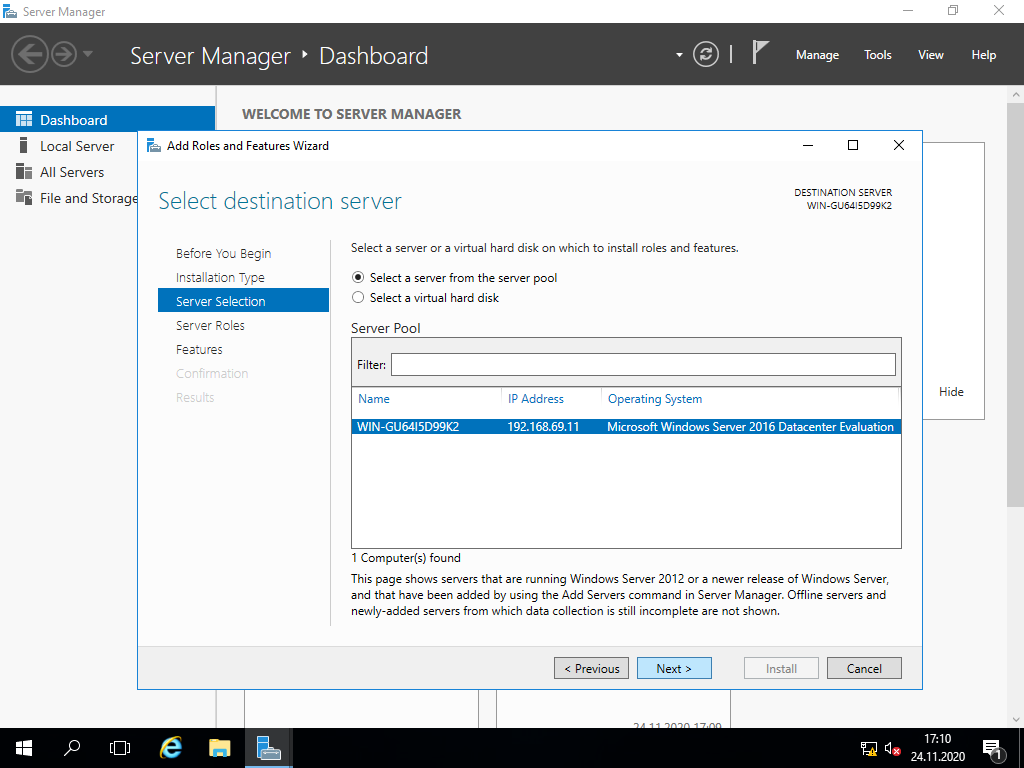 Server Manager
Server Manager ‣ Dashboard
Manage Tools View Help
Dashboard
Local Server
All Servers
File and Storage
WELCOME TO SERVER MANAGER
Add Roles and Features Wizard
Select destination server
DESTINATION SERVER
WIN-GU64I5D99K2
Before You Begin
Installation Type
Server Selection
Server Roles
Features
Confirmation
Results
Select a server or a virtual hard disk on which to install roles and features.
Select a server from the server pool
Select a virtual hard disk
Server Pool
Filter:
Name IP Address Operating System
WIN-GU64I5D99K2 192.168.69.11 Microsoft Windows Server 2016 Datacenter Evaluation
1 Computer(s) found
This page shows servers that are running Windows Server 2012 or a newer release of Windows Server,
and that have been added by using the Add Servers command in Server Manager. Offline servers and
newly-added servers from which data collection is still incomplete are not shown.
< Previous Next > Install Cancel
Hide
24.11.2020 17:09
17:10
24.11.2020
1